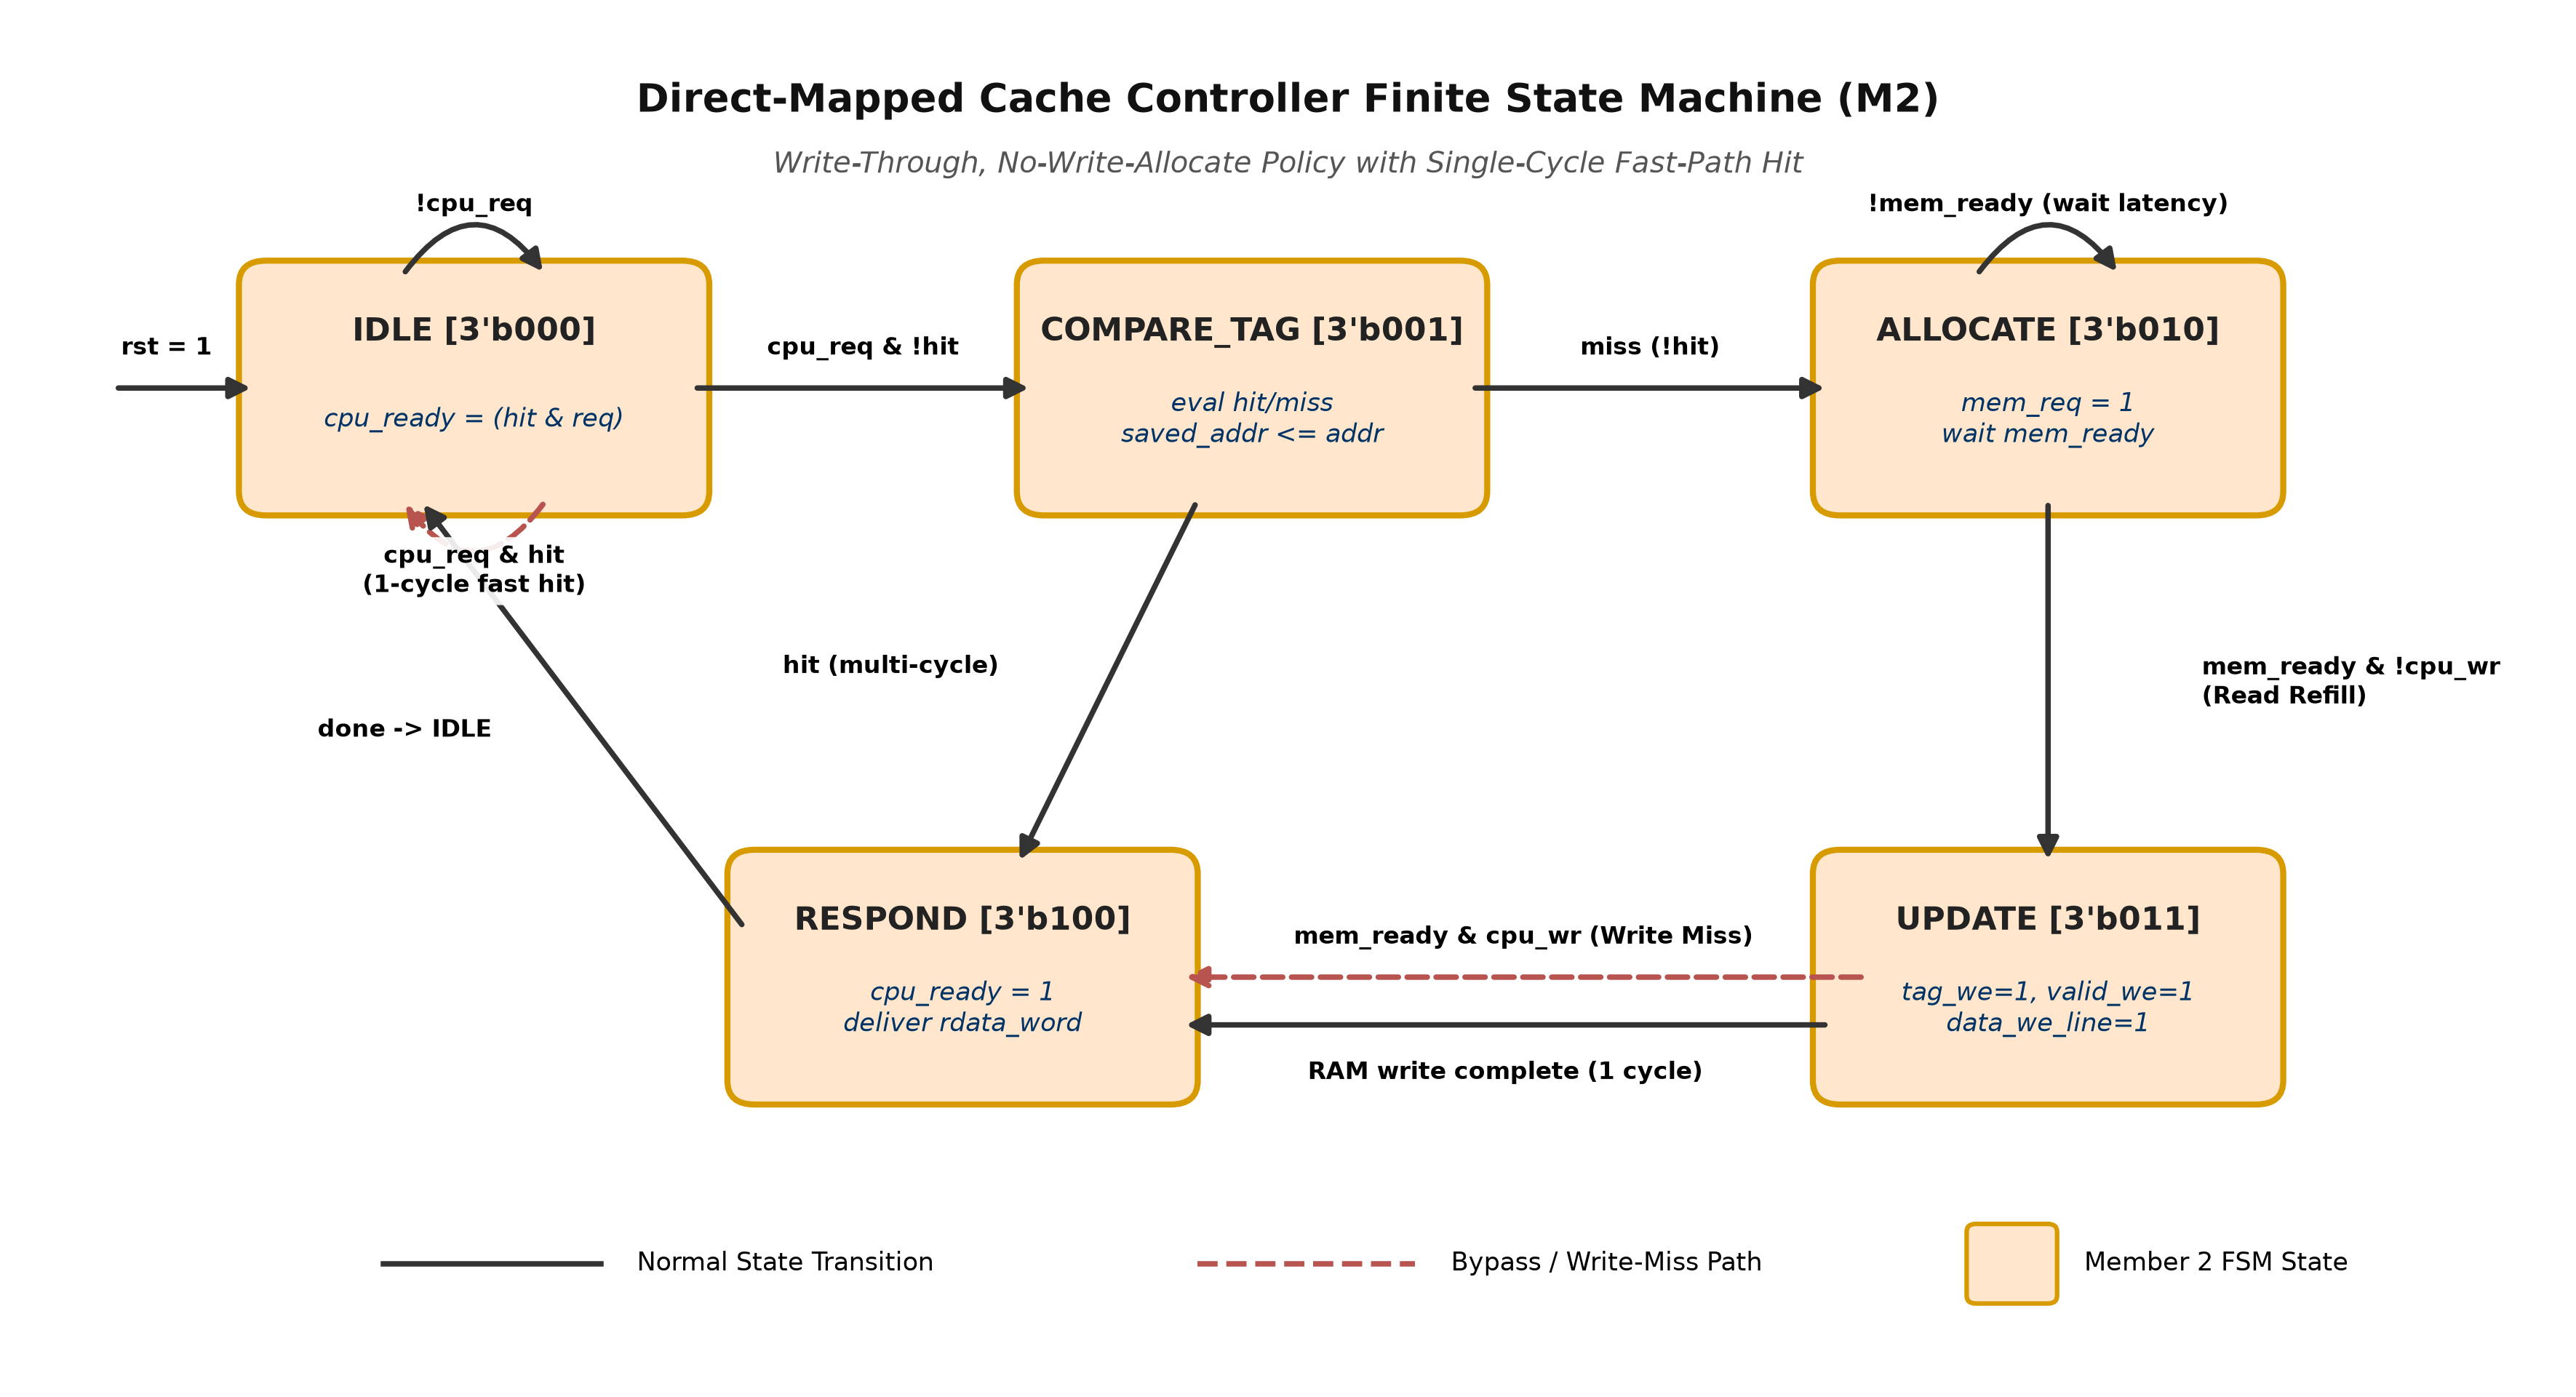 Direct-Mapped Cache Controller Finite State Machine (M2)
Write-Through, No-Write-Allocate Policy with Single-Cycle Fast-Path Hit
!cpu_req
!mem_ready (wait latency)
rst = 1
IDLE [3'b000]
cpu_ready = (hit & req)
cpu_req & !hit
COMPARE_TAG [3'b001]
eval hit/miss
saved_addr <= addr
miss (!hit)
ALLOCATE [3'b010]
mem_req = 1
wait mem_ready
cpu_req & hit
(1-cycle fast hit)
hit (multi-cycle)
mem_ready & !cpu_wr
(Read Refill)
done -> IDLE
RESPOND [3'b100]
cpu_ready = 1
deliver rdata_word
mem_ready & cpu_wr (Write Miss)
RAM write complete (1 cycle)
UPDATE [3'b011]
tag_we=1, valid_we=1
data_we_line=1
Normal State Transition
Bypass / Write-Miss Path
Member 2 FSM State